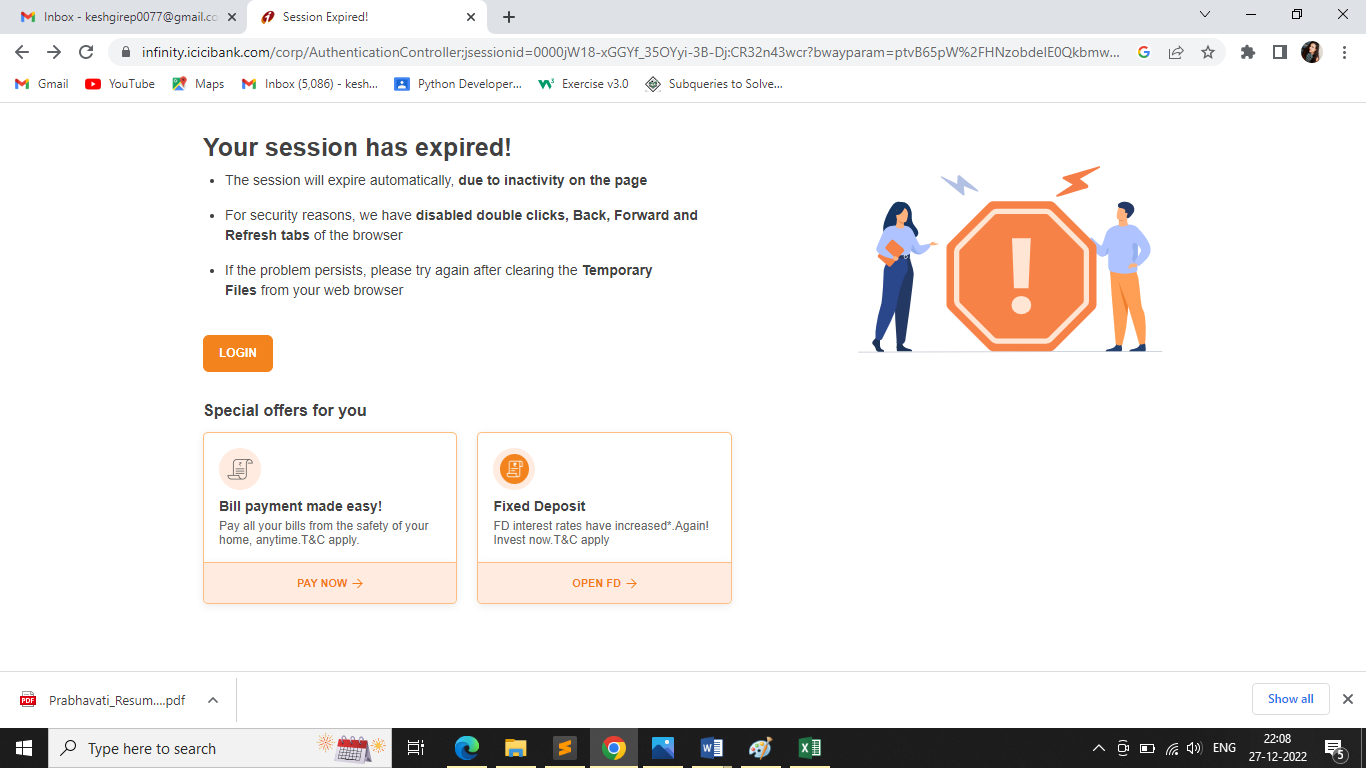 Inbox - keshgirep0077@gmail.co
Session Expired!
infinity.icicibank.com/corp/AuthenticationController;jsessionid=0000jW18-xGGYf_35OYyi-3B-Dj:CR32n43wcr?bwayparam=ptvB65pW%2FHNzobdeIE0Qkbmw...
Gmail
YouTube
Maps
Inbox (5,086) - kesh...
Python Developer...
Exercise v3.0
Subqueries to Solve...
Your session has expired!
The session will expire automatically, due to inactivity on the page
For security reasons, we have disabled double clicks, Back, Forward and
Refresh tabs of the browser
If the problem persists, please try again after clearing the Temporary
Files from your web browser
LOGIN
Special offers for you
Bill payment made easy!
Pay all your bills from the safety of your
home, anytime.T&C apply.
PAY NOW →
Fixed Deposit
FD interest rates have increased*.Again!
Invest now.T&C apply
OPEN FD →
PDF
Prabhavati_Resum....pdf
Show all
Type here to search
ENG
22:08
27-12-2022
5